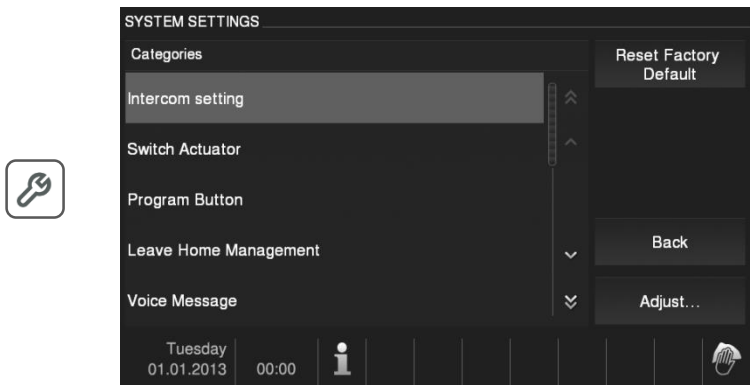 SYSTEM SETTINGS
Categories
Reset Factory
Default
Intercom setting
Switch Actuator
Program Button
Leave Home Management
Back
Voice Message
Adjust...
Tuesday
01.01.2013
00:00